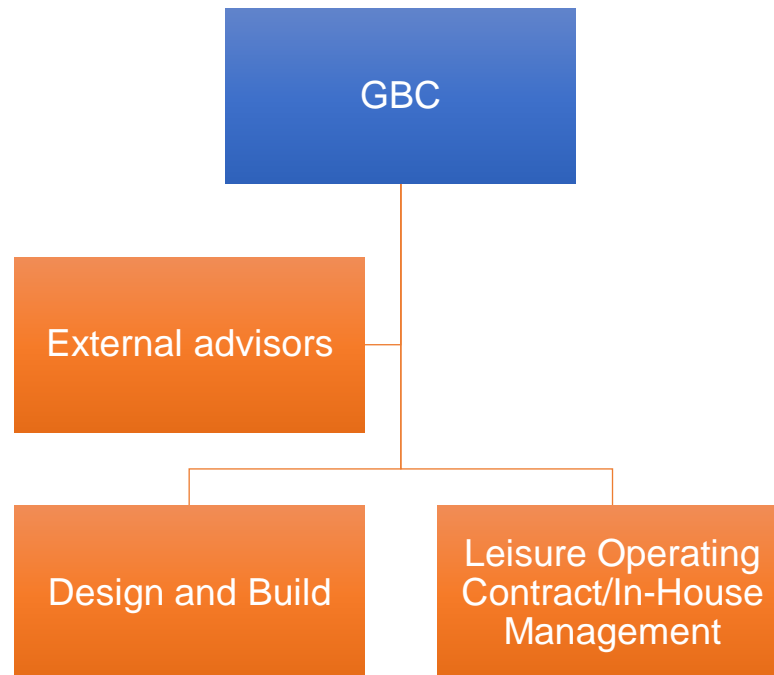 GBC
External advisors
Design and Build
Leisure Operating
Contract/In-House
Management